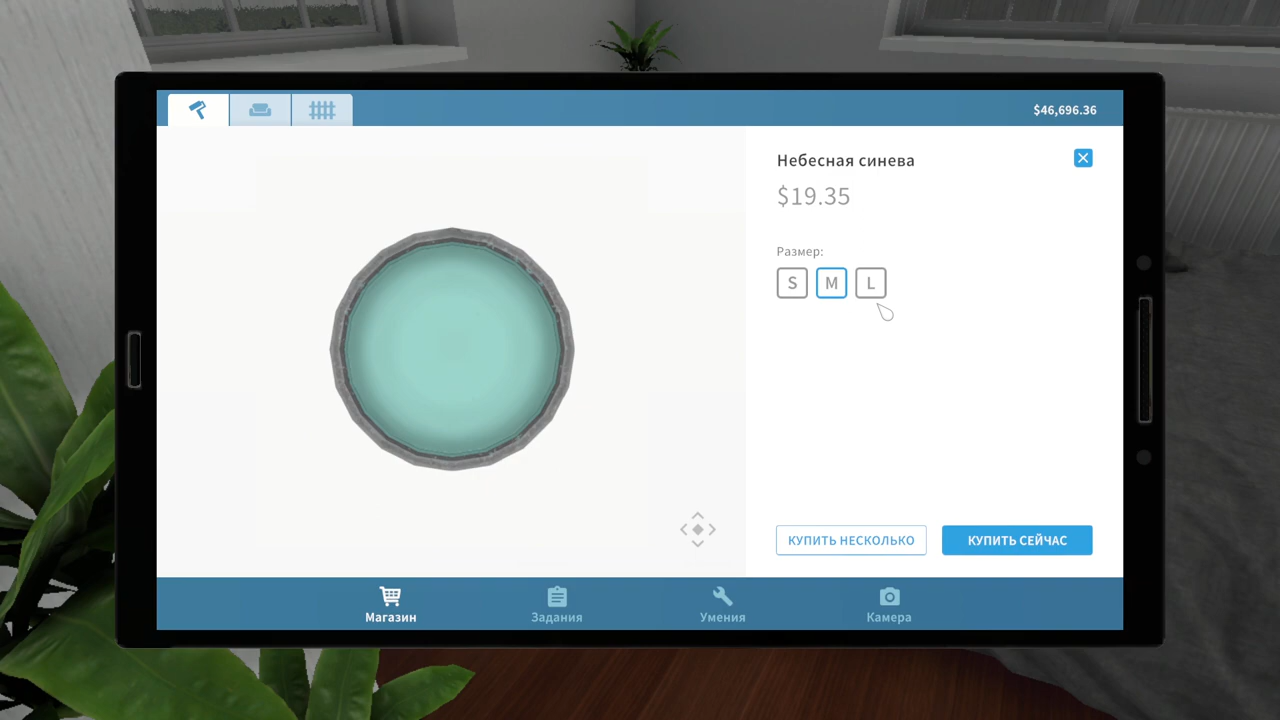 $46,696.36
Небесная синева
$19.35
Размер:
S M L
КУПИТЬ НЕСКОЛЬКО КУПИТЬ СЕЙЧАС
Магазин Задания Умения Камера